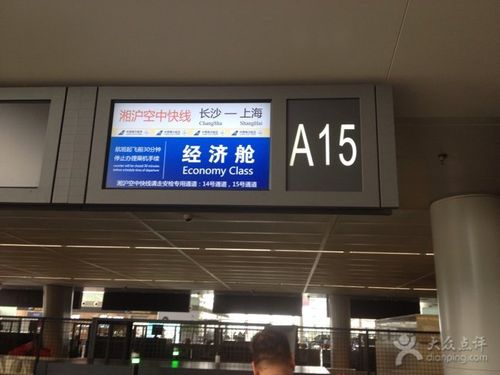 湘沪空中快线 长沙 — 上海
ChangSha ShangHai
航班起飞前30分钟
停止办理乘机手续
经济舱
Economy Class
湘沪空中快线请走安检专用通道：14号通道，15号通道
A15
大众点评
dianping.com